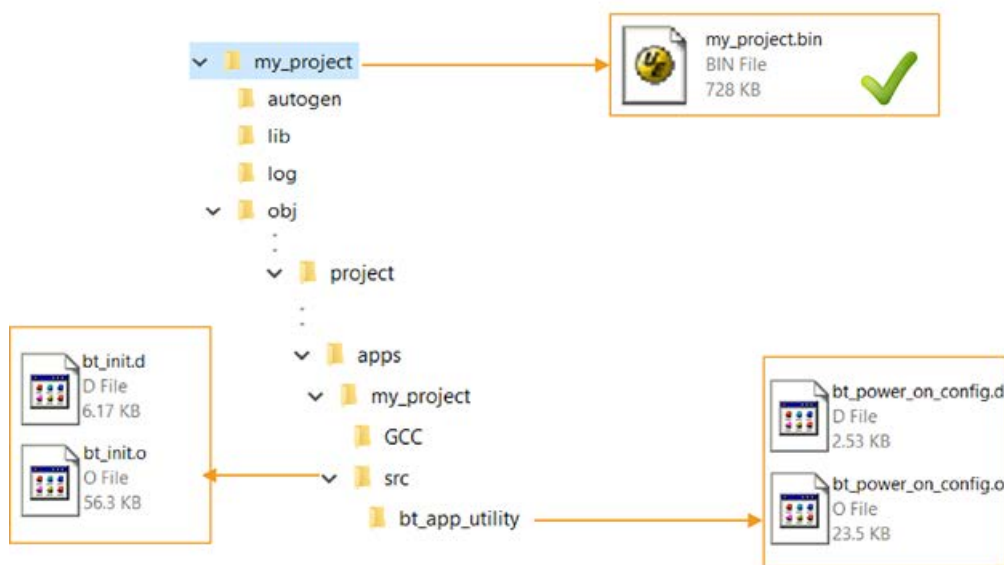 my_project
my_project.bin
BIN File
728 KB
autogen
lib
log
obj
project
apps
my_project
GCC
src
bt_app_utility
bt_init.d
D File
6.17 KB
bt_init.o
O File
56.3 KB
bt_power_on_config.d
D File
2.53 KB
bt_power_on_config.o
O File
23.5 KB